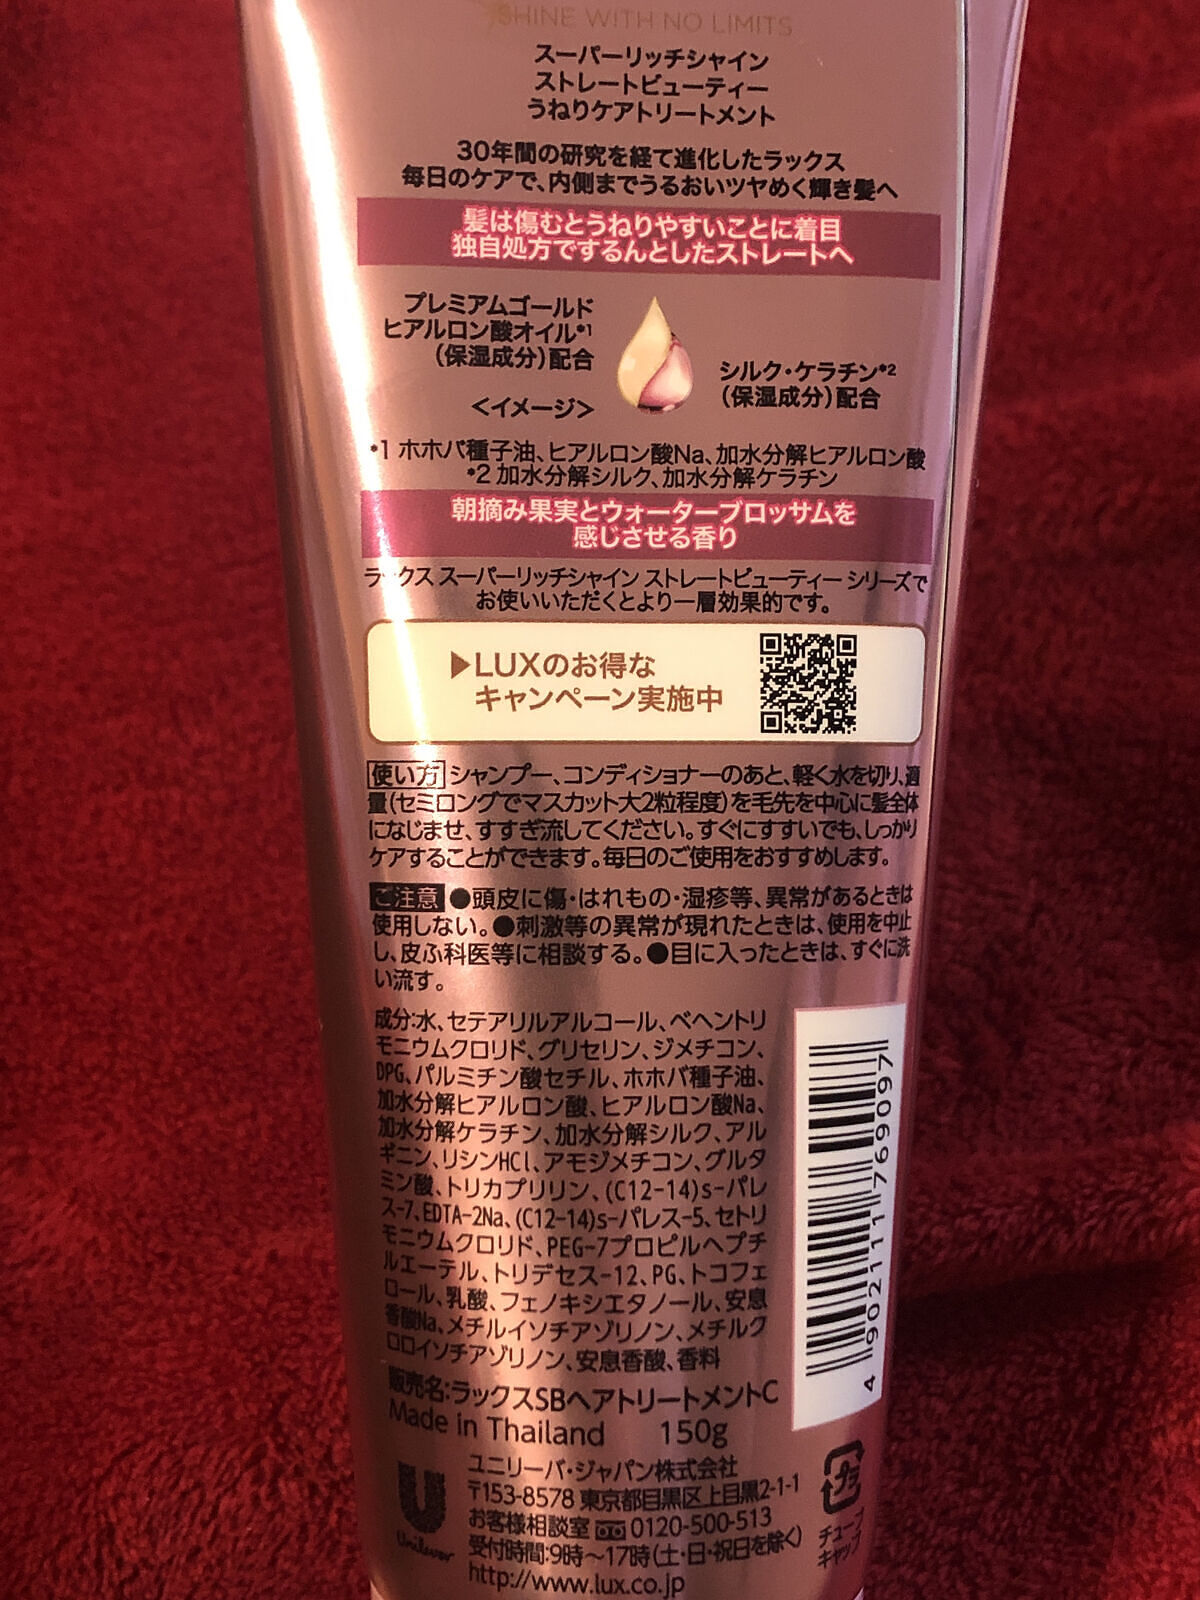 SHINE WITH NO LIMITS
スーパーリッチシャイン
ストレートビューティー
うねりケアトリートメント
30年間の研究を経て進化したラックス
毎日のケアで、内側までうるおいツヤめく輝き髪へ
髪は傷むとうねりやすいことに着目
独自処方でするんとしたストレートへ
プレミアムゴールド
ヒアルロン酸オイル*1
(保湿成分)配合
シルク・ケラチン*2
(保湿成分)配合
<イメージ>
*1 ホホバ種子油、ヒアルロン酸Na、加水分解ヒアルロン酸
*2 加水分解シルク、加水分解ケラチン
朝摘み果実とウォーターブロッサムを
感じさせる香り
ラックス スーパーリッチシャイン ストレートビューティー シリーズで
お使いいただくとより一層効果的です。
▶LUXのお得な
キャンペーン実施中
使い方 シャンプー、コンディショナーのあと、軽く水を切り、適
量(セミロングでマスカット大2粒程度)を毛先を中心に髪全体
になじませ、すすぎ流してください。すぐにすすいでも、しっかり
ケアすることができます。毎日のご使用をおすすめします。
ご注意 ●頭皮に傷・はれもの・湿疹等、異常があるときは
使用しない。●刺激等の異常が現れたときは、使用を中止
し、皮ふ科医等に相談する。●目に入ったときは、すぐに洗
い流す。
成分:水、セテアリルアルコール、ベヘントリ
モニウムクロリド、グリセリン、ジメチコン、
DPG、パルミチン酸セチル、ホホバ種子油、
加水分解ヒアルロン酸、ヒアルロン酸Na、
加水分解ケラチン、加水分解シルク、アル
ギニン、リシンHCl、アモジメチコン、グルタ
ミン酸、トリカプリリン、(C12-14)s-パレ
ス-7、EDTA-2Na、(C12-14)s-パレス-5、セトリ
モニウムクロリド、PEG-7プロピルヘプチ
ルエーテル、トリデセス-12、PG、トコフェ
ロール、乳酸、フェノキシエタノール、安息
香酸Na、メチルイソチアゾリノン、メチルク
ロロイソチアゾリノン、安息香酸、香料
4 902111 769097
販売名:ラックスSBヘアトリートメントC
Made in Thailand 150g
Unilever
ユニリーバ・ジャパン株式会社
〒153-8578 東京都目黒区上目黒2-1-1
お客様相談室 0120-500-513
受付時間:9時〜17時(土・日・祝日を除く)
http://www.lux.co.jp
プラ
チューブ
キャップ